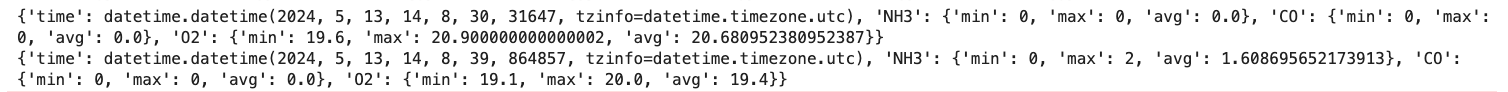 {'time': datetime.datetime(2024, 5, 13, 14, 8, 30, 31647, tzinfo=datetime.timezone.utc), 'NH3': {'min': 0, 'max': 0, 'avg': 0.0}, 'CO': {'min': 0, 'max':
0, 'avg': 0.0}, 'O2': {'min': 19.6, 'max': 20.900000000000002, 'avg': 20.680952380952387}}
{'time': datetime.datetime(2024, 5, 13, 14, 8, 39, 864857, tzinfo=datetime.timezone.utc), 'NH3': {'min': 0, 'max': 2, 'avg': 1.608695652173913}, 'CO':
{'min': 0, 'max': 0, 'avg': 0.0}, 'O2': {'min': 19.1, 'max': 20.0, 'avg': 19.4}}